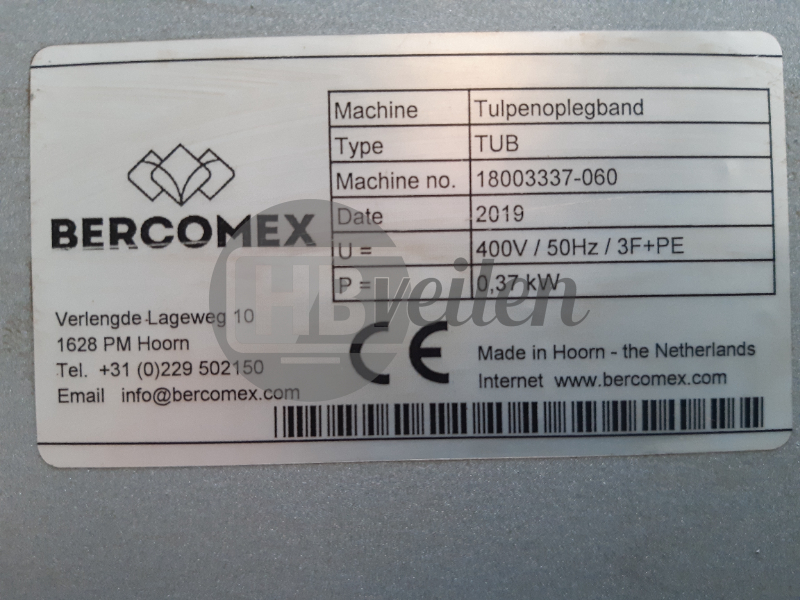 BERCOMEX
Machine Tulpenoplegband
Type TUB
Machine no. 18003337-060
Date 2019
U = 400V / 50Hz / 3F+PE
P = 0,37 kW
HBveilen
Verlengde Lageweg 10
1628 PM Hoorn
Tel. +31 (0)229 502150
Email info@bercomex.com
CE
Made in Hoorn - the Netherlands
Internet www.bercomex.com